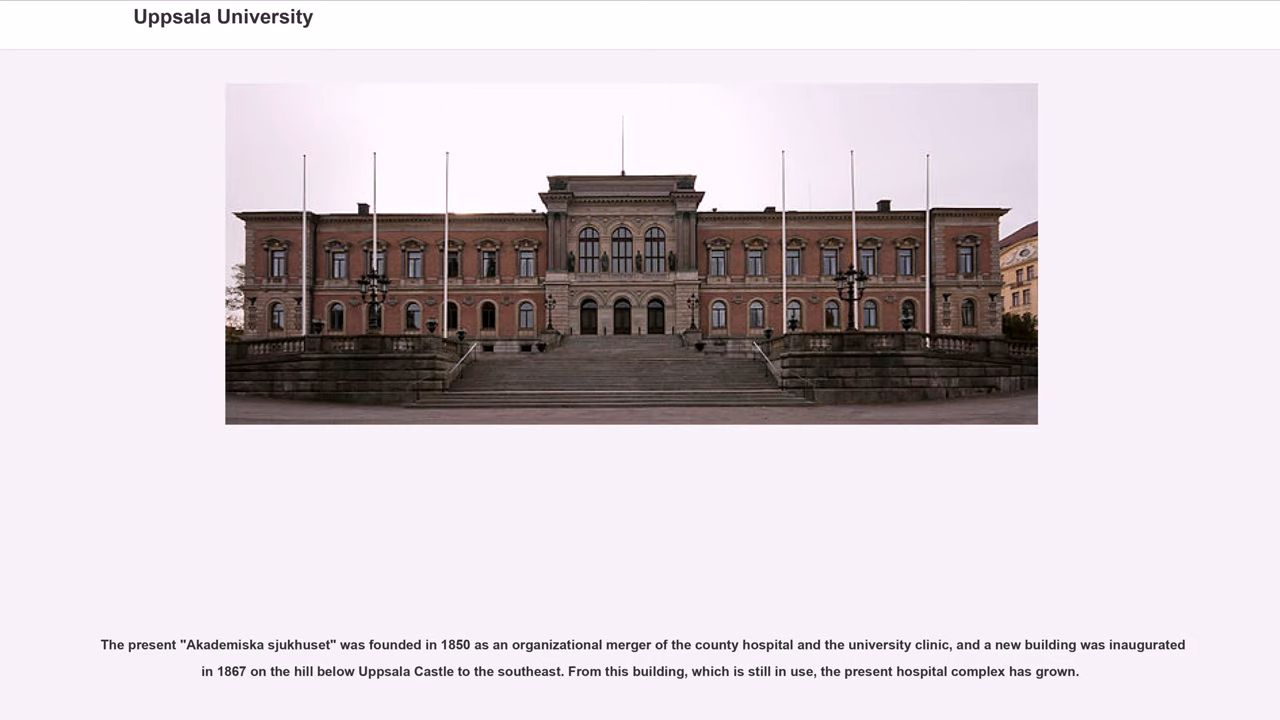 Uppsala University
The present "Akademiska sjukhuset" was founded in 1850 as an organizational merger of the county hospital and the university clinic, and a new building was inaugurated
in 1867 on the hill below Uppsala Castle to the southeast. From this building, which is still in use, the present hospital complex has grown.